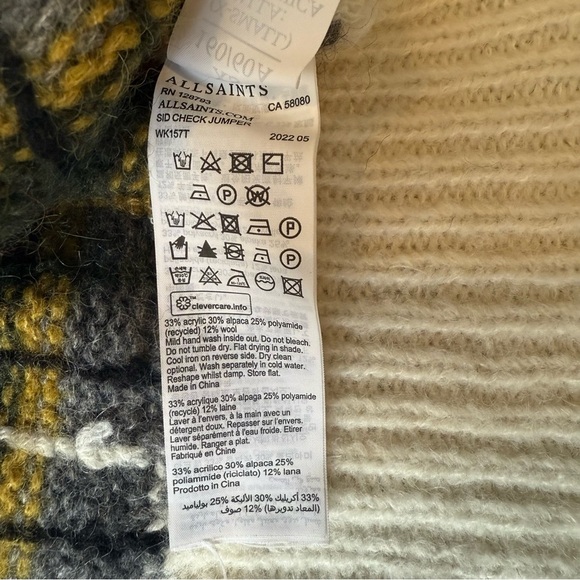 160/60A
ALLSAINTS
RN 120793
CA 58080
ALLSAINTS.COM
SID CHECK JUMPER
WK157T
2022 05
clevercare.info
33% acrylic 30% alpaca 25% polyamide
(recycled) 12% wool
Mild hand wash inside out. Do not bleach.
Do not tumble dry. Flat drying in shade.
Cool iron on reverse side. Dry clean
optional. Wash separately in cold water.
Reshape whilst damp. Store flat.
Made in China
33% acrylique 30% alpaga 25% polyamide
(recyclé) 12% laine
Laver à l'envers, à la main avec un
détergent doux. Repasser sur l'envers.
Laver séparément à l'eau froide. Etirer
humide. Ranger a plat.
Fabriqué en Chine
33% acrilico 30% alpaca 25%
poliammide (riciclato) 12% lana
Prodotto in Cina
33% أكريليك 30% الألبكة 25% بولياميد
(المعاد تدويرها) 12% صوف